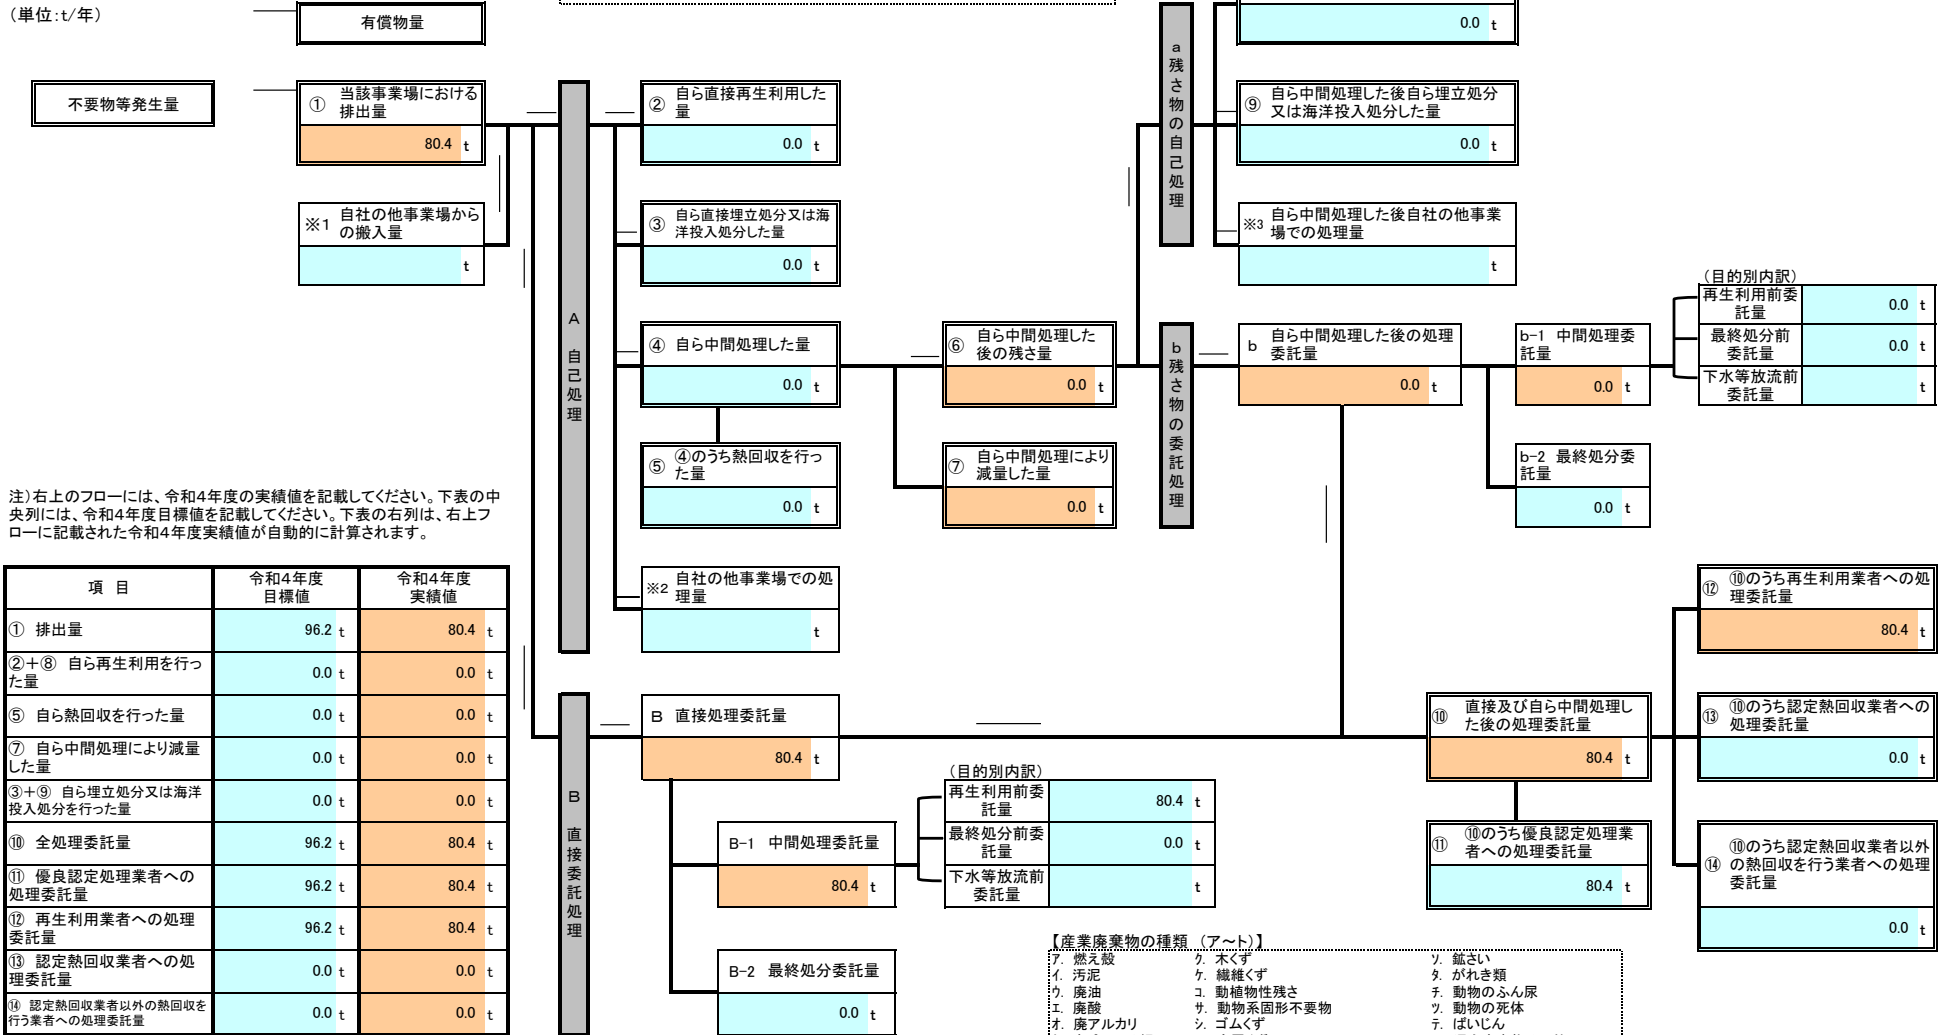 （単位:t/年）
有償物量
0.0 t
不要物等発生量
① 当該事業場における
排出量
80.4 t
※1 自社の他事業場から
の搬入量
t
A 自己処理
② 自ら直接再生利用した
量
0.0 t
③ 自ら直接埋立処分又は海
洋投入処分した量
0.0 t
④ 自ら中間処理した量
0.0 t
⑤ ④のうち熱回収を行っ
た量
0.0 t
※2 自社の他事業場での処
理量
t
⑥ 自ら中間処理した
後の残さ量
0.0 t
⑦ 自ら中間処理により
減量した量
0.0 t
a 残さ物の自己処理
⑨ 自ら中間処理した後自ら埋立処分
又は海洋投入処分した量
0.0 t
※3 自ら中間処理した後自社の他事業
場での処理量
t
b 残さ物の委託処理
b 自ら中間処理した後の処理
委託量
0.0 t
b-1 中間処理委
託量
0.0 t
b-2 最終処分委
託量
0.0 t
（目的別内訳）
再生利用前委
託量
0.0 t
最終処分前
委託量
0.0 t
下水等放流前
委託量
t
注）右上のフローには、令和４年度の実績値を記載してください。下表の中
央列には、令和４年度目標値を記載してください。下表の右列は、右上フ
ローに記載された令和４年度実績値が自動的に計算されます。
項 目 令和４年度
目標値 令和４年度
実績値
① 排出量 96.2 t 80.4 t
②＋⑧ 自ら再生利用を行っ
た量 0.0 t 0.0 t
⑤ 自ら熱回収を行った量 0.0 t 0.0 t
⑦ 自ら中間処理により減量
した量 0.0 t 0.0 t
③＋⑨ 自ら埋立処分又は海洋
投入処分を行った量 0.0 t 0.0 t
⑩ 全処理委託量 96.2 t 80.4 t
⑪ 優良認定処理業者への
処理委託量 96.2 t 80.4 t
⑫ 再生利用業者への処理
委託量 96.2 t 80.4 t
⑬ 認定熱回収業者への処
理委託量 0.0 t 0.0 t
⑭ 認定熱回収業者以外の熱回収を
行う業者への処理委託量 0.0 t 0.0 t
B 直接委託処理
B 直接処理委託量
80.4 t
B-1 中間処理委託量
80.4 t
B-2 最終処分委託量
0.0 t
（目的別内訳）
再生利用前委
託量
80.4 t
最終処分前委
託量
0.0 t
下水等放流前
委託量
t
⑩ 直接及び自ら中間処理し
た後の処理委託量
80.4 t
⑪ ⑩のうち優良認定処理業
者への処理委託量
80.4 t
⑫ ⑩のうち再生利用業者への処
理委託量
80.4 t
⑬ ⑩のうち認定熱回収業者への
処理委託量
0.0 t
⑭ ⑩のうち認定熱回収業者以外
の熱回収を行う業者への処理
委託量
0.0 t
【産業廃棄物の種類 （ア～ト）】
ア. 燃え殻 ク. 木くず ソ. 鉱さい
イ. 汚泥 ケ. 繊維くず タ. がれき類
ウ. 廃油 コ. 動植物性残さ チ. 動物のふん尿
エ. 廃酸 サ. 動物系固形不要物 ツ. 動物の死体
オ. 廃アルカリ シ. ゴムくず テ. ばいじん